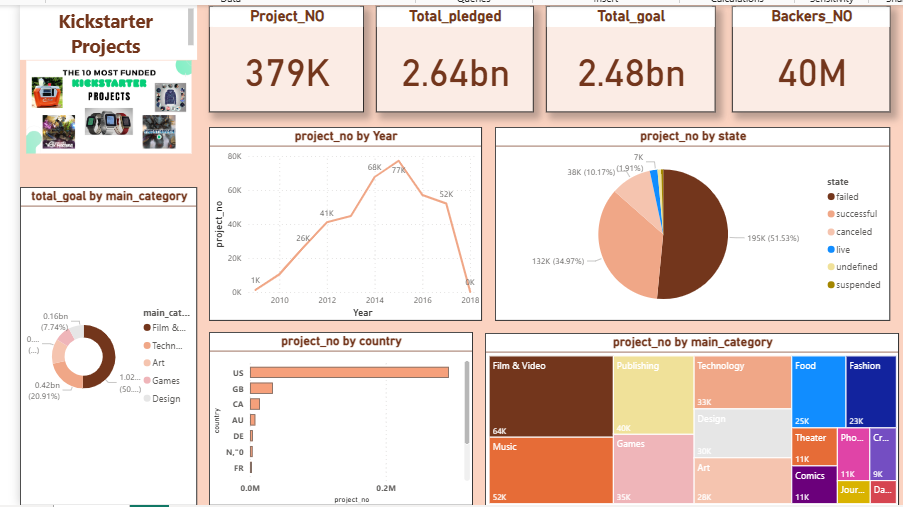 Kickstarter
Projects
THE 10 MOST FUNDED
KICKSTARTER
PROJECTS
Project_NO
379K
Total_pledged
2.64bn
Total_goal
2.48bn
Backers_NO
40M
total_goal by main_category
0.16bn
(7.74%)
0....
(...)
0.42bn
(20.91%)
1.02...
(50....
main_cat...
Film &...
Techn...
Art
Games
Design
project_no by Year
project_no
80K
60K
40K
20K
0K
1K
26K
41K
68K
77K
52K
0K
2010
2012
2014
2016
2018
Year
project_no by state
7K
(1.91%)
38K (10.17%)
132K (34.97%)
195K (51.53%)
state
failed
successful
canceled
live
undefined
suspended
project_no by country
country
US
GB
CA
AU
DE
N,"0
FR
0.0M
0.2M
project_no
project_no by main_category
Film & Video
64K
Music
52K
Publishing
40K
Games
35K
Technology
33K
Design
30K
Art
28K
Food
25K
Fashion
23K
Theater
11K
Comics
11K
Pho...
11K
Cr...
9K
Jour...
Da...